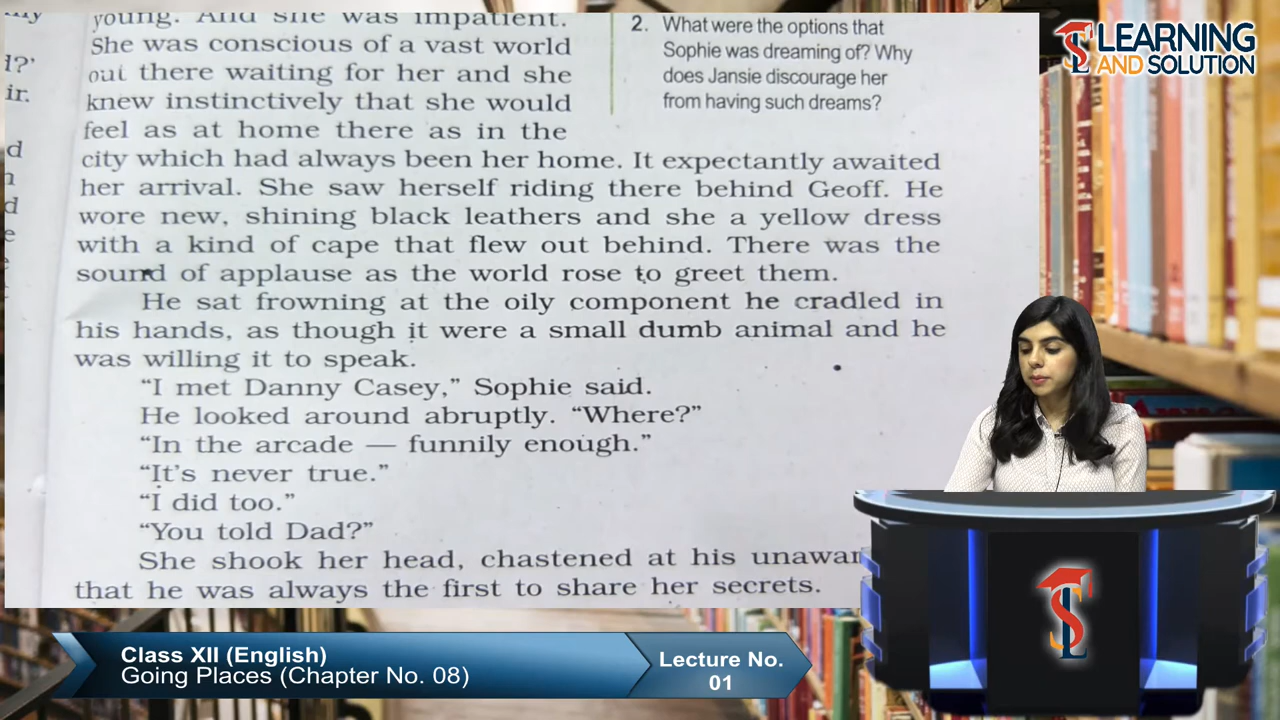 young. And she was impatient.
She was conscious of a vast world
out there waiting for her and she
knew instinctively that she would
feel as at home there as in the
city which had always been her home. It expectantly awaited
her arrival. She saw herself riding there behind Geoff. He
wore new, shining black leathers and she a yellow dress
with a kind of cape that flew out behind. There was the
sound of applause as the world rose to greet them.
He sat frowning at the oily component he cradled in
his hands, as though it were a small dumb animal and he
was willing it to speak.
“I met Danny Casey,” Sophie said.
He looked around abruptly. “Where?”
“In the arcade — funnily enough.”
“It’s never true.”
“I did too.”
“You told Dad?”
She shook her head, chastened at his
that he was always the first to share her secrets.
2. What were the options that
Sophie was dreaming of? Why
does Jansie discourage her
from having such dreams?
LEARNING
AND SOLUTION
Class XII (English)
Going Places (Chapter No. 08)
Lecture No.
01